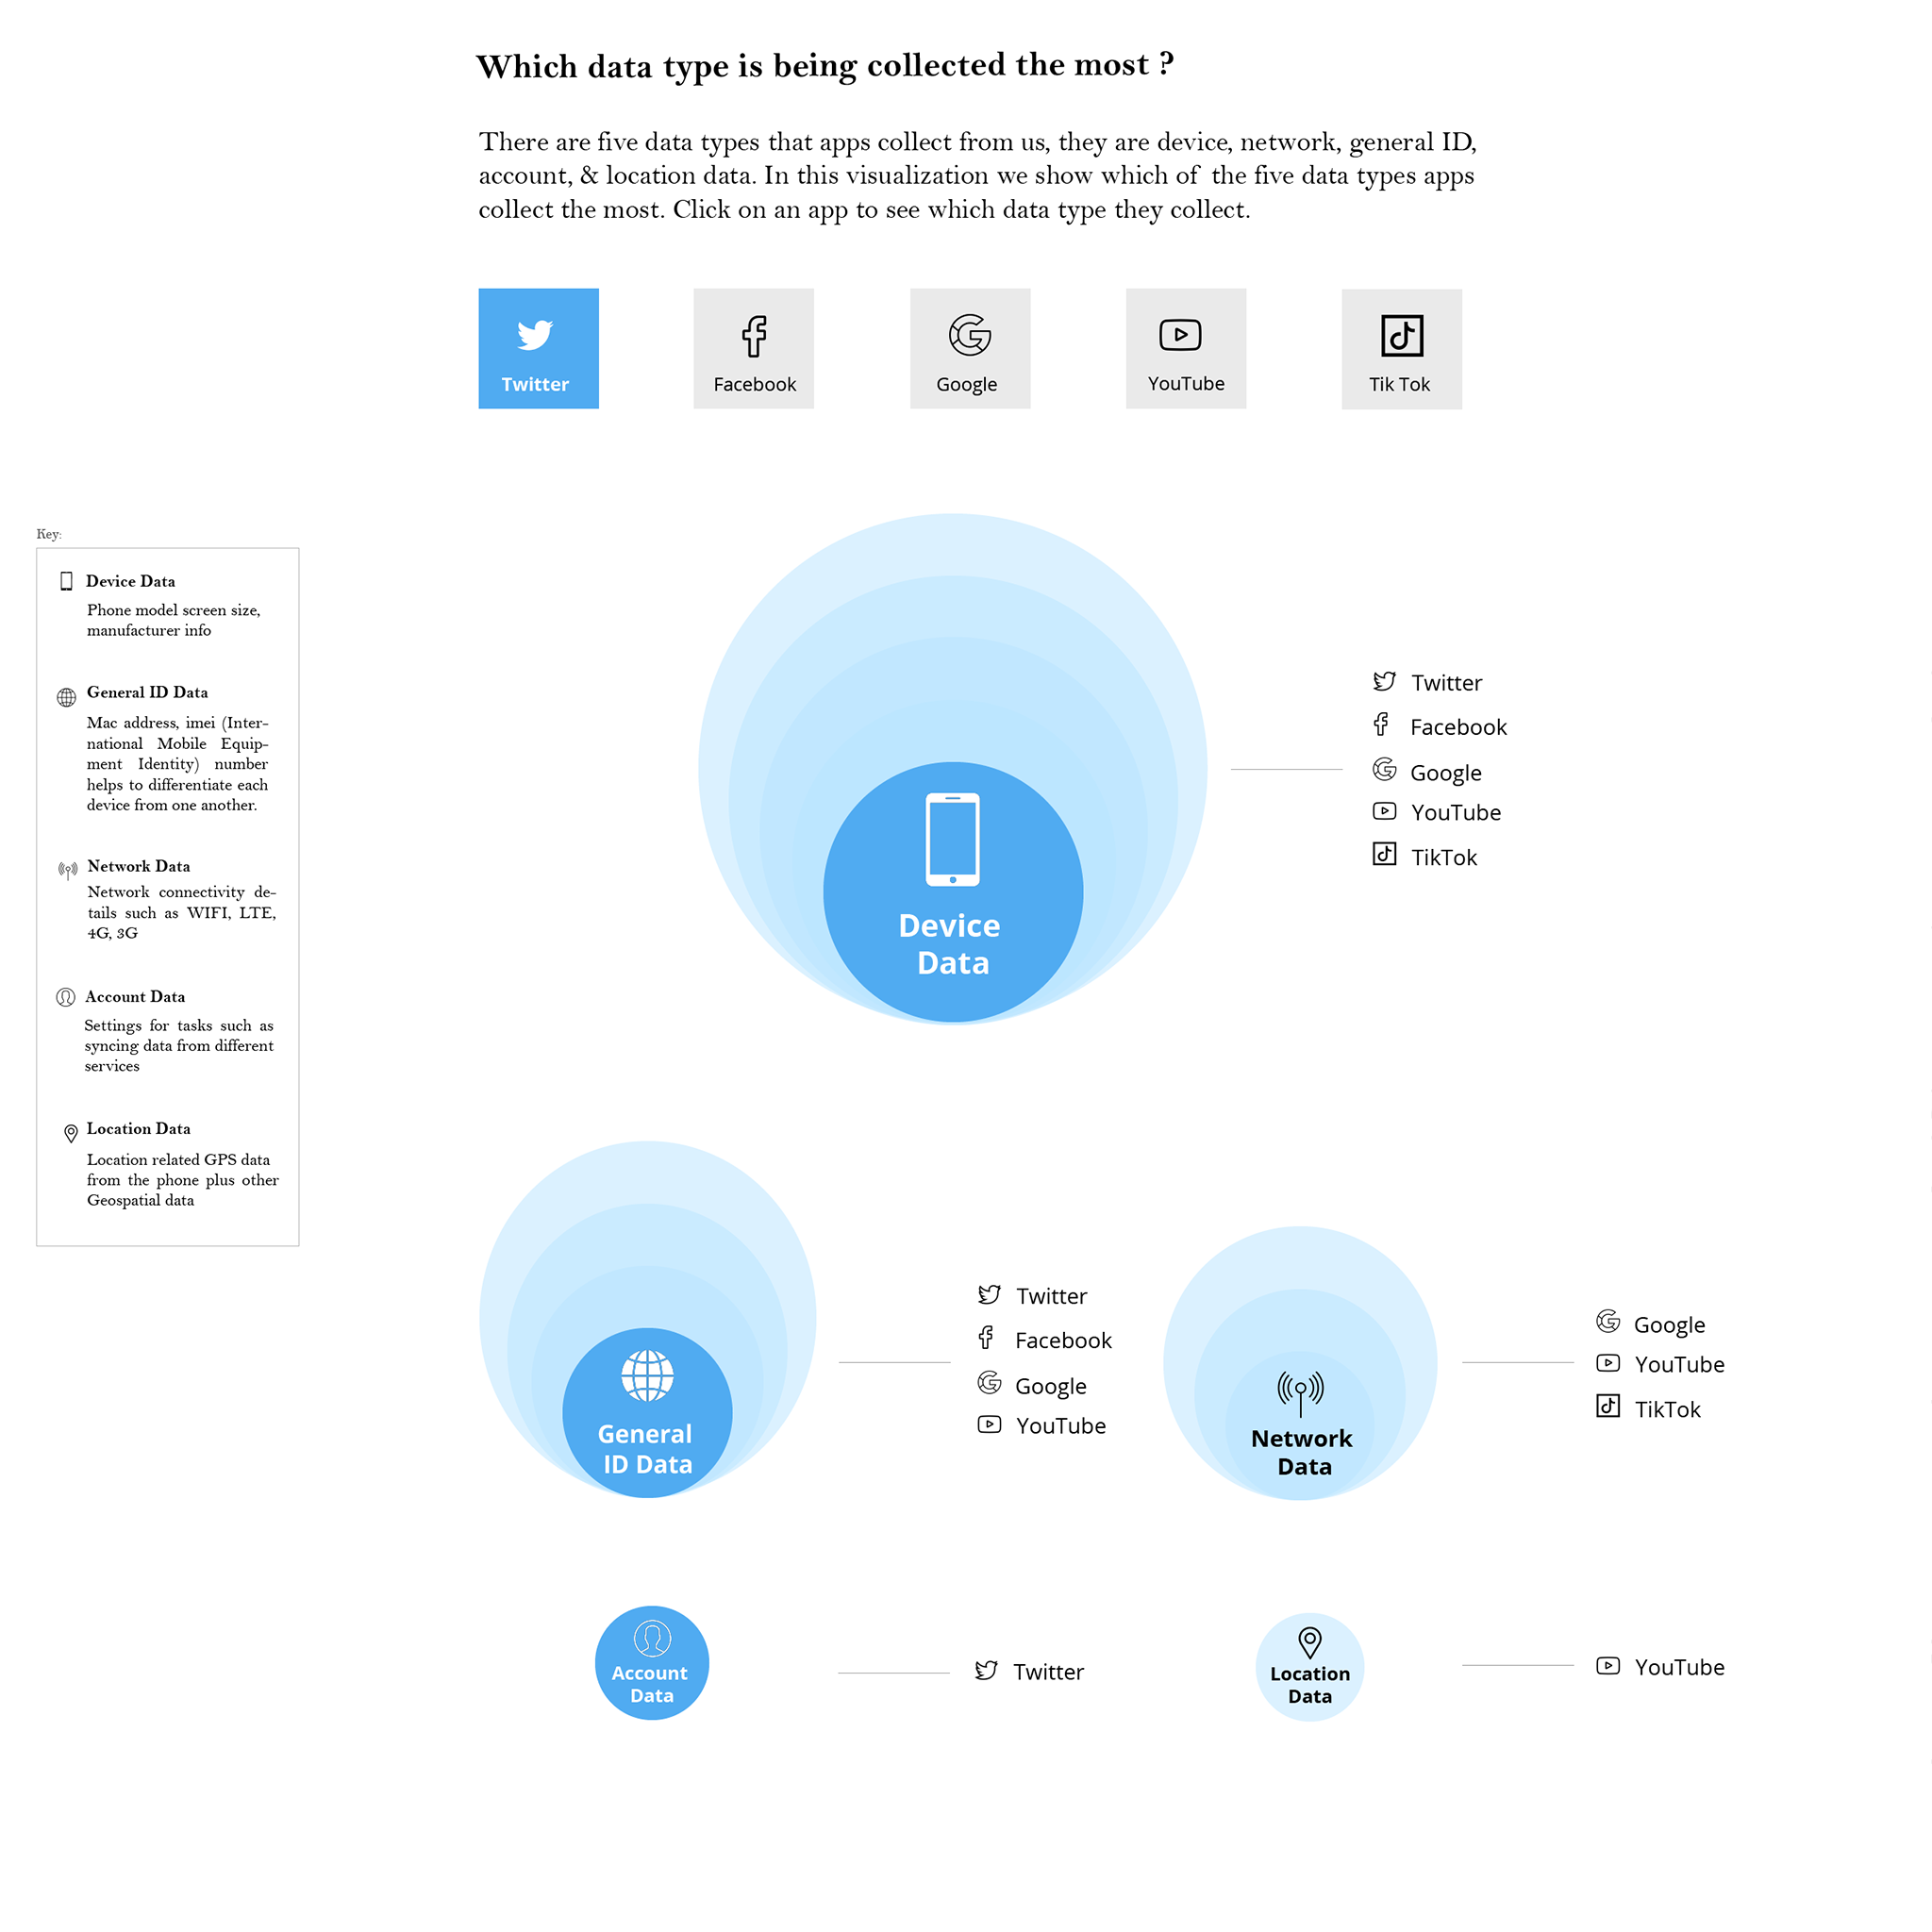 Which data type is being collected the most ?
There are five data types that apps collect from us, they are device, network, general ID,
account, & location data. In this visualization we show which of the five data types apps
collect the most. Click on an app to see which data type they collect.
Twitter
Facebook
Google
YouTube
Tik Tok
Key:
Device Data
Phone model screen size,
manufacturer info
General ID Data
Mac address, imei (Inter-
national Mobile Equip-
ment Identity) number
helps to differentiate each
device from one another.
Network Data
Network connectivity de-
tails such as WIFI, LTE,
4G, 3G
Account Data
Settings for tasks such as
syncing data from different
services
Location Data
Location related GPS data
from the phone plus other
Geospatial data
Device
Data
Twitter
Facebook
Google
YouTube
TikTok
General
ID Data
Twitter
Facebook
Google
YouTube
Network
Data
Google
YouTube
TikTok
Account
Data
Twitter
Location
Data
YouTube